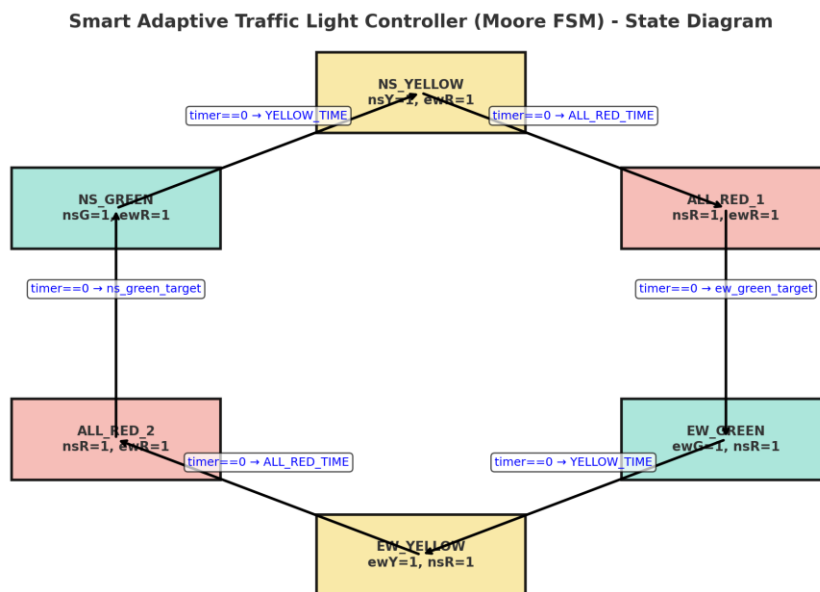 Smart Adaptive Traffic Light Controller (Moore FSM) - State Diagram
NS_YELLOW
nsY=1, ewR=1
timer==0 → YELLOW_TIME
timer==0 → ALL_RED_TIME
NS_GREEN
nsG=1, ewR=1
ALL_RED_1
nsR=1, ewR=1
timer==0 → ns_green_target
timer==0 → ew_green_target
ALL_RED_2
nsR=1, ewR=1
EW_GREEN
ewG=1, nsR=1
timer==0 → ALL_RED_TIME
timer==0 → YELLOW_TIME
EW_YELLOW
ewY=1, nsR=1